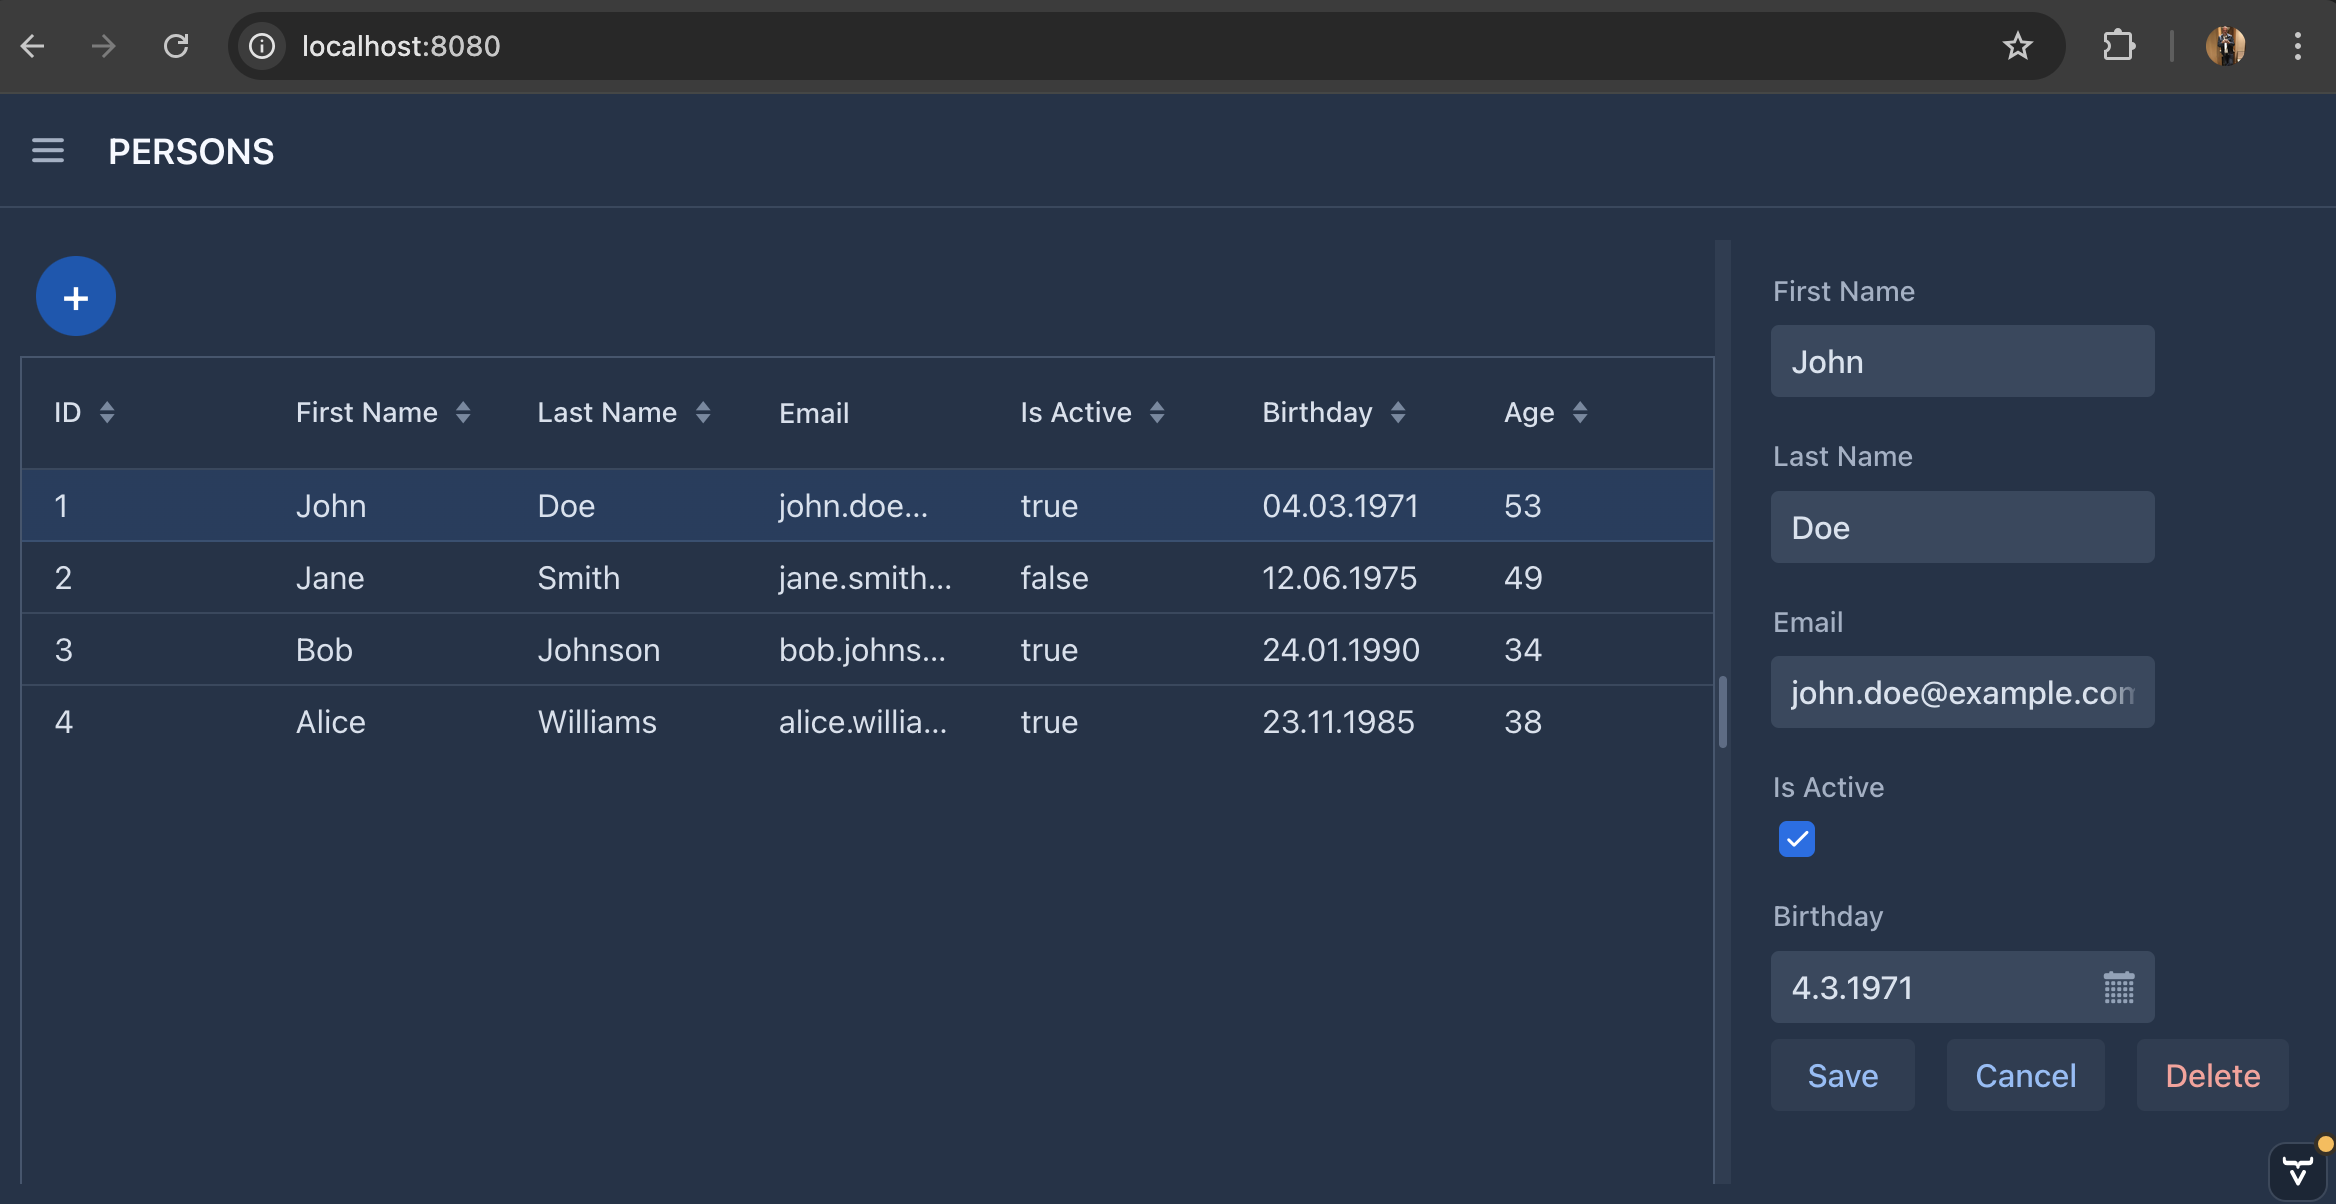 localhost:8080
PERSONS
+
ID First Name Last Name Email Is Active Birthday Age
1 John Doe john.doe... true 04.03.1971 53
2 Jane Smith jane.smith... false 12.06.1975 49
3 Bob Johnson bob.johns... true 24.01.1990 34
4 Alice Williams alice.willia... true 23.11.1985 38
First Name
John
Last Name
Doe
Email
john.doe@example.com
Is Active
Birthday
4.3.1971
Save Cancel Delete